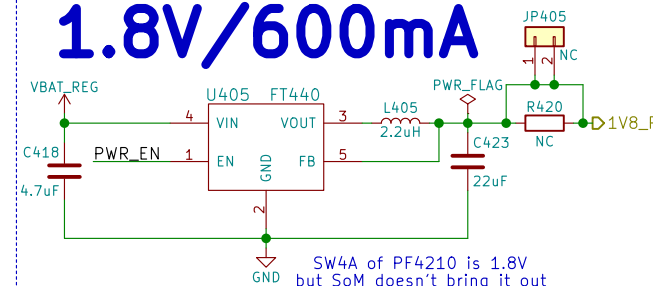 1.8V/600mA
JP405
1
2
NC
VBAT_REG
U405
FT440
PWR_FLAG
4
VIN
VOUT
3
L405
2.2uH
R420
NC
1V8_
C418
4.7uF
PWR_EN
1
EN
GND
FB
5
C423
22uF
2
GND
SW4A of PF4210 is 1.8V
but SoM doesn't bring it out